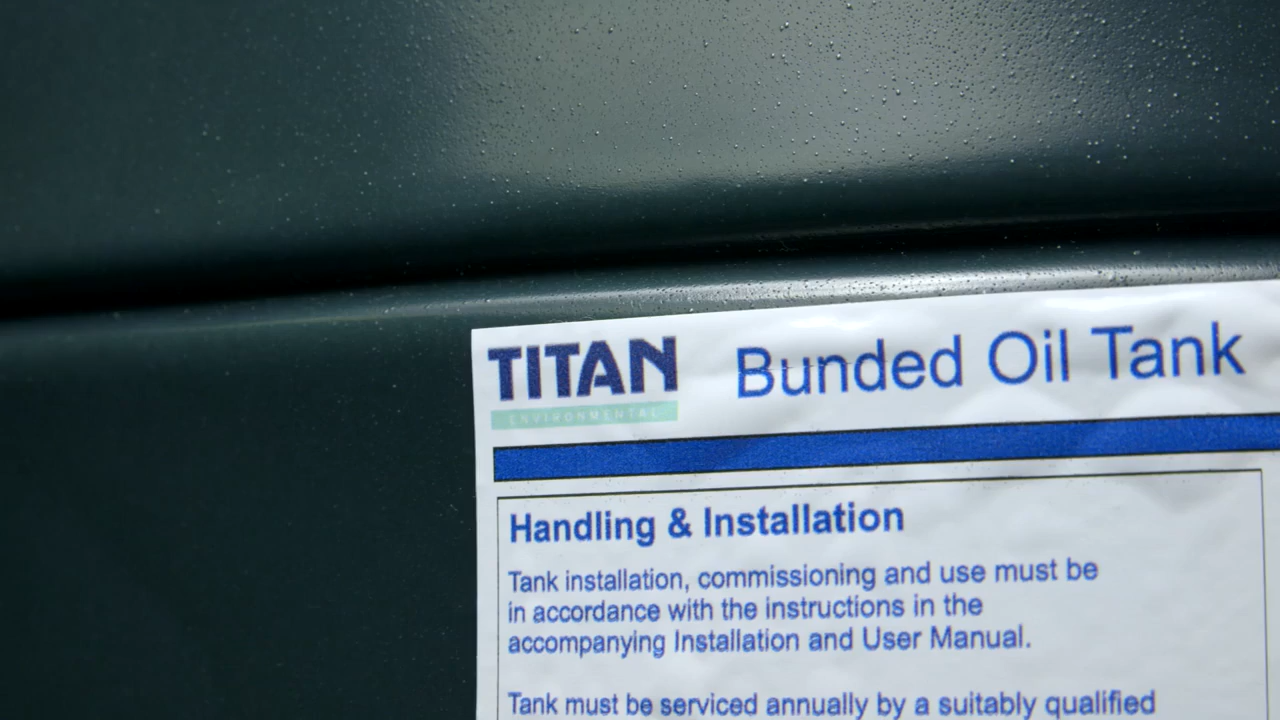 TITAN
ENVIRONMENTAL
Bunded Oil Tank
Handling & Installation
Tank installation, commissioning and use must be
in accordance with the instructions in the
accompanying Installation and User Manual.
Tank must be serviced annually by a suitably qualified